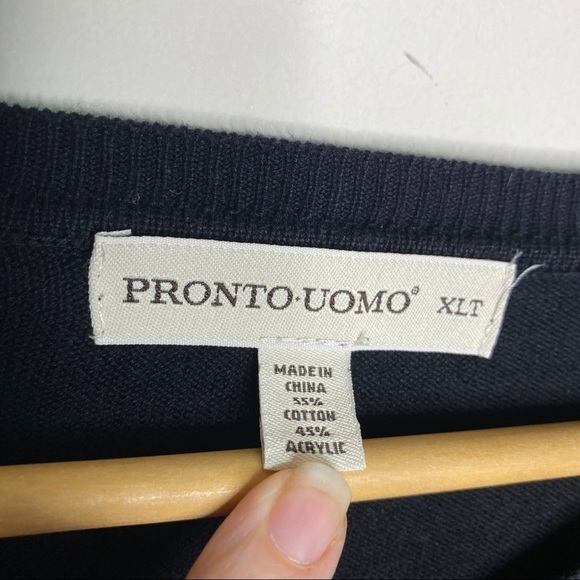 PRONTO·UOMO® XLT
MADE IN
CHINA
55%
COTTON
45%
ACRYLIC